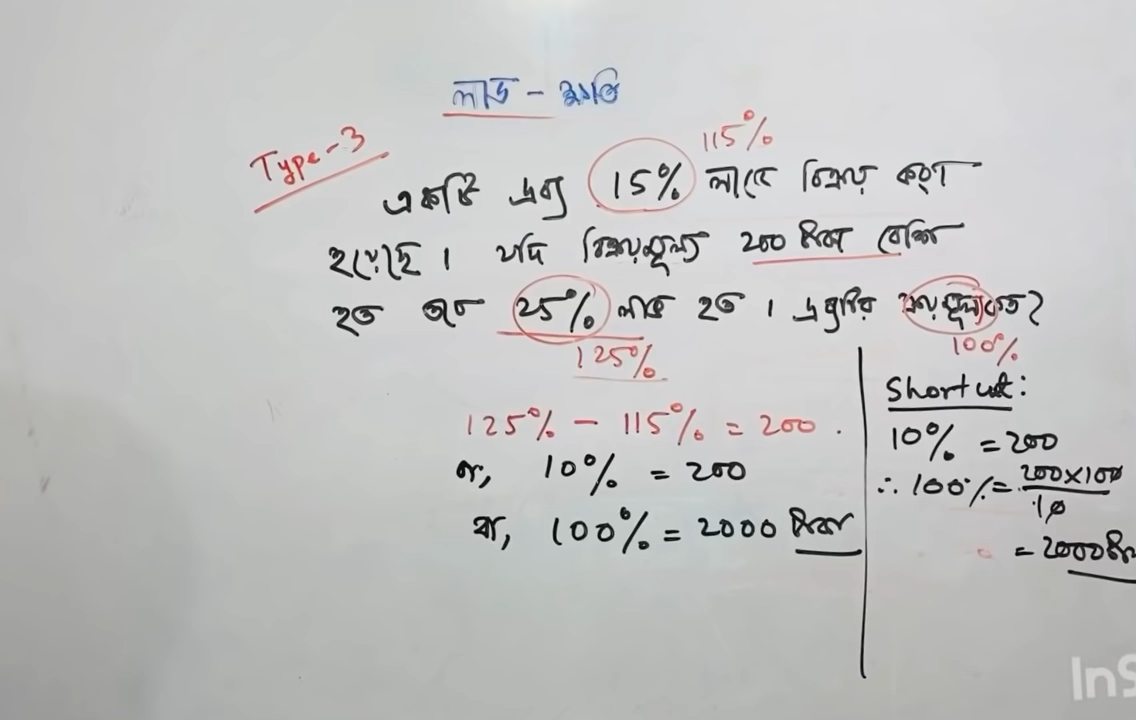 লাভ - ক্ষতি
Type-3
115%
একটি দ্রব্য 15% লাভে বিক্রয় করা
হয়েছে। যদি বিক্রয়মূল্য 200 টাকা বেশি
হত তবে 25% লাভ হত। দ্রব্যটির ক্রয়মূল্য কত?
125%
100%
125% - 115% = 200.
বা, 10% = 200
বা, 100% = 2000 টাকা
Shortcut:
10% = 200
∴ 100% = 200×100/10
= 2000 টাকা
InS